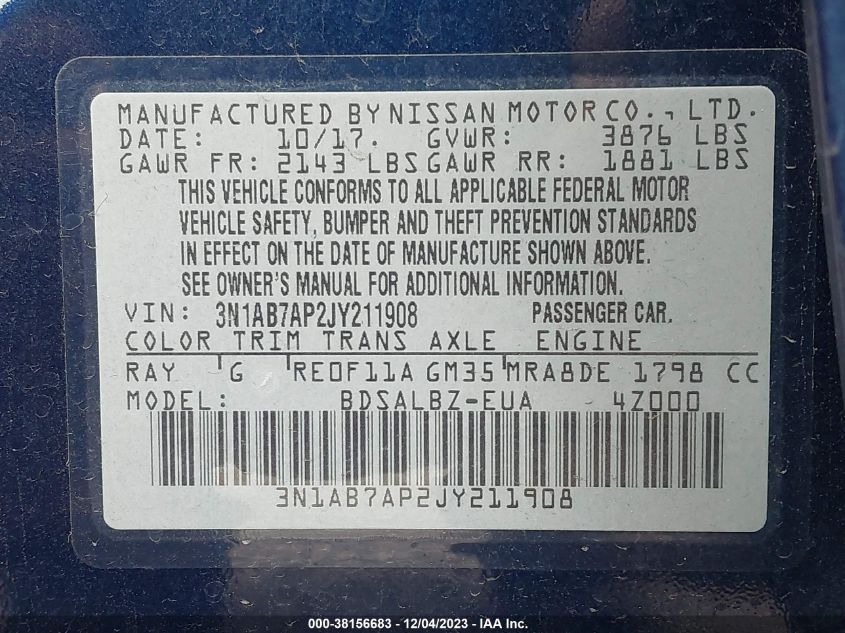 MANUFACTURED BY NISSAN MOTOR CO., LTD.
DATE: 10/17. GVWR: 3876 LBS
GAWR FR: 2143 LBS GAWR RR: 1881 LBS
THIS VEHICLE CONFORMS TO ALL APPLICABLE FEDERAL MOTOR
VEHICLE SAFETY, BUMPER AND THEFT PREVENTION STANDARDS
IN EFFECT ON THE DATE OF MANUFACTURE SHOWN ABOVE.
SEE OWNER'S MANUAL FOR ADDITIONAL INFORMATION.
VIN: 3N1AB7AP2JY211908 PASSENGER CAR.
COLOR TRIM TRANS AXLE ENGINE
RAY G RE0F11A GM35 MRA8DE 1798 CC
MODEL: BDSALBZ-EUA 4Z000
3N1AB7AP2JY211908
000-38156683 - 12/04/2023 - IAA Inc.